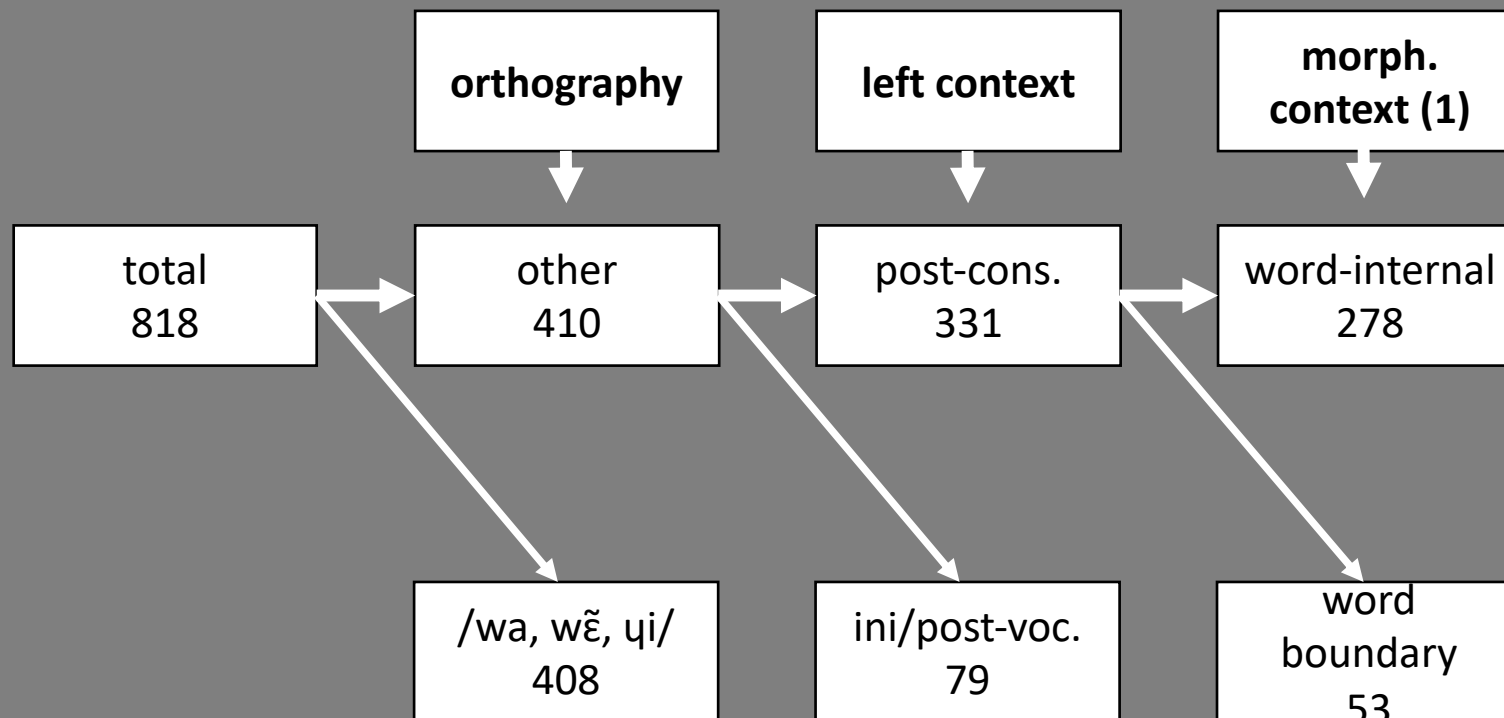 orthography
left context
morph.
context (1)
total
818
other
410
post-cons.
331
word-internal
278
/wa, wɛ̃, ɥi/
408
ini/post-voc.
79
word
boundary
53